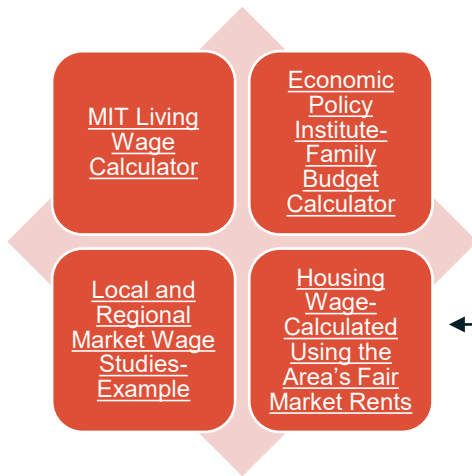 MIT Living
Wage
Calculator
Economic
Policy
Institute-
Family
Budget
Calculator
Local and
Regional
Market Wage
Studies-
Example
Housing
Wage-
Calculated
Using the
Area's Fair
Market Rents